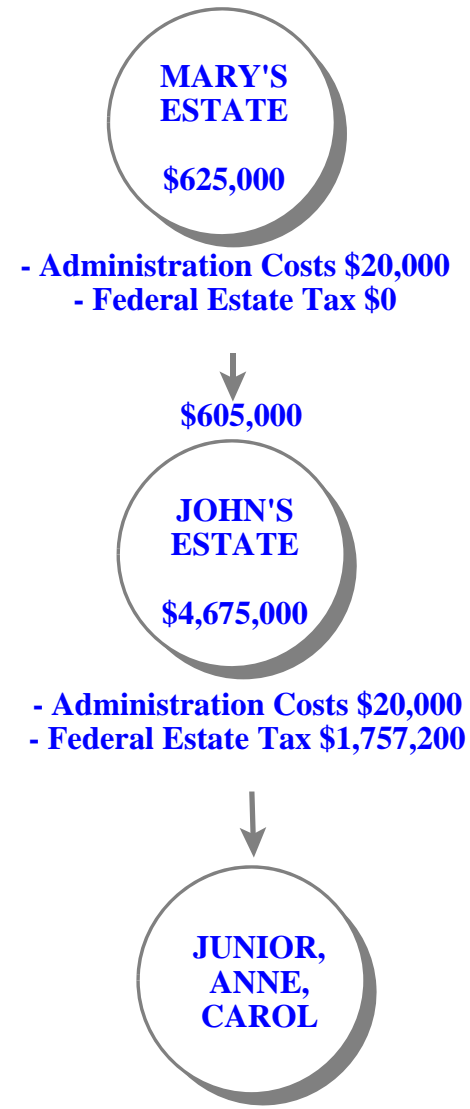 MARY'S
ESTATE
$625,000
- Administration Costs $20,000
- Federal Estate Tax $0
$605,000
JOHN'S
ESTATE
$4,675,000
- Administration Costs $20,000
- Federal Estate Tax $1,757,200
JUNIOR,
ANNE,
CAROL